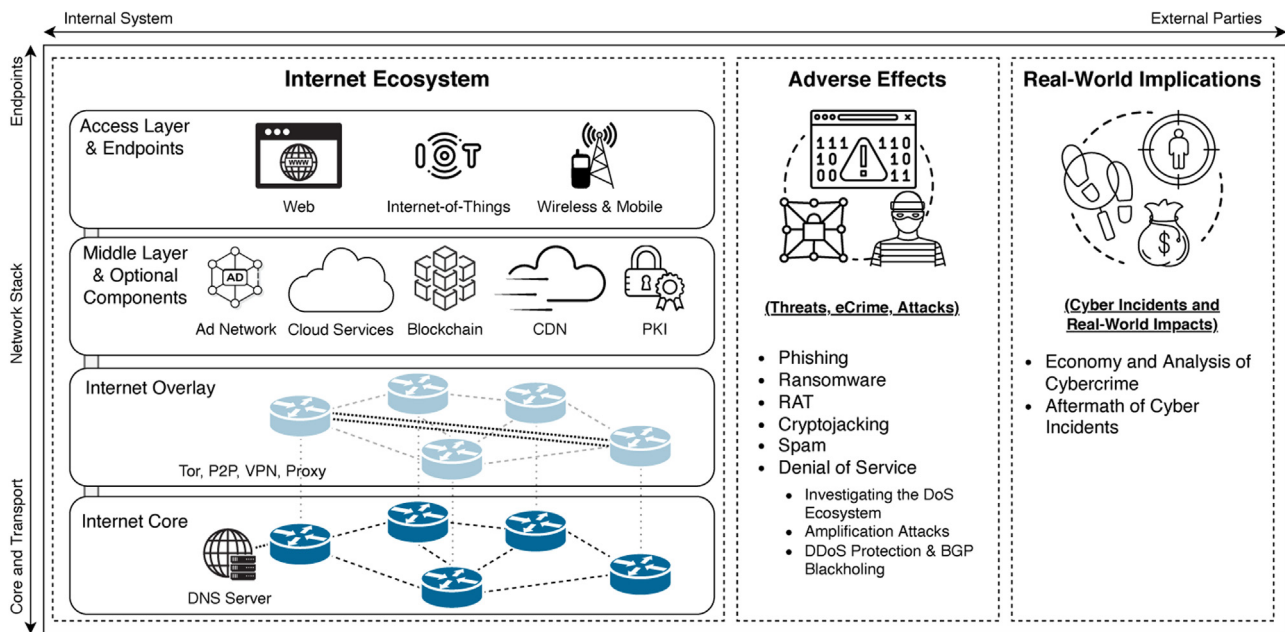 Internal System
External Parties
Endpoints
Network Stack
Core and Transport
Internet Ecosystem
Access Layer
& Endpoints
WWW
Web
IOT
Internet-of-Things
Wireless & Mobile
Middle Layer
& Optional
Components
AD
Ad Network
Cloud Services
Blockchain
CDN
PKI
Internet Overlay
Tor, P2P, VPN, Proxy
Internet Core
DNS Server
Adverse Effects
111 110
10 10
00 11
(Threats, eCrime, Attacks)
• Phishing
• Ransomware
• RAT
• Cryptojacking
• Spam
• Denial of Service
• Investigating the DoS
Ecosystem
• Amplification Attacks
• DDoS Protection & BGP
Blackholing
Real-World Implications
$
(Cyber Incidents and
Real-World Impacts)
• Economy and Analysis of
Cybercrime
• Aftermath of Cyber
Incidents